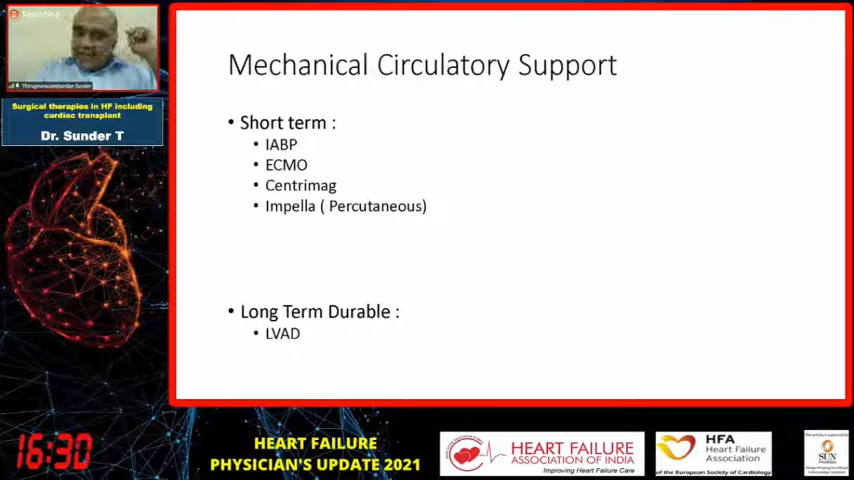 Recording
Thirugnanasambandan Sunder
Surgical therapies in HF including
cardiac transplant
Dr. Sunder T
Mechanical Circulatory Support
• Short term :
• IABP
• ECMO
• Centrimag
• Impella ( Percutaneous)
• Long Term Durable :
• LVAD
16:30
HEART FAILURE
PHYSICIAN'S UPDATE 2021
HEART FAILURE
ASSOCIATION OF INDIA
Improving Heart Failure Care
HFA
Heart Failure
Association
of the European Society of Cardiology
SUN